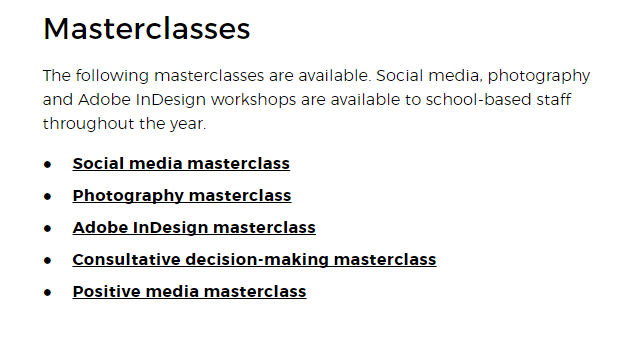 Masterclasses
The following masterclasses are available. Social media, photography
and Adobe InDesign workshops are available to school-based staff
throughout the year.
● Social media masterclass
● Photography masterclass
● Adobe InDesign masterclass
● Consultative decision-making masterclass
● Positive media masterclass